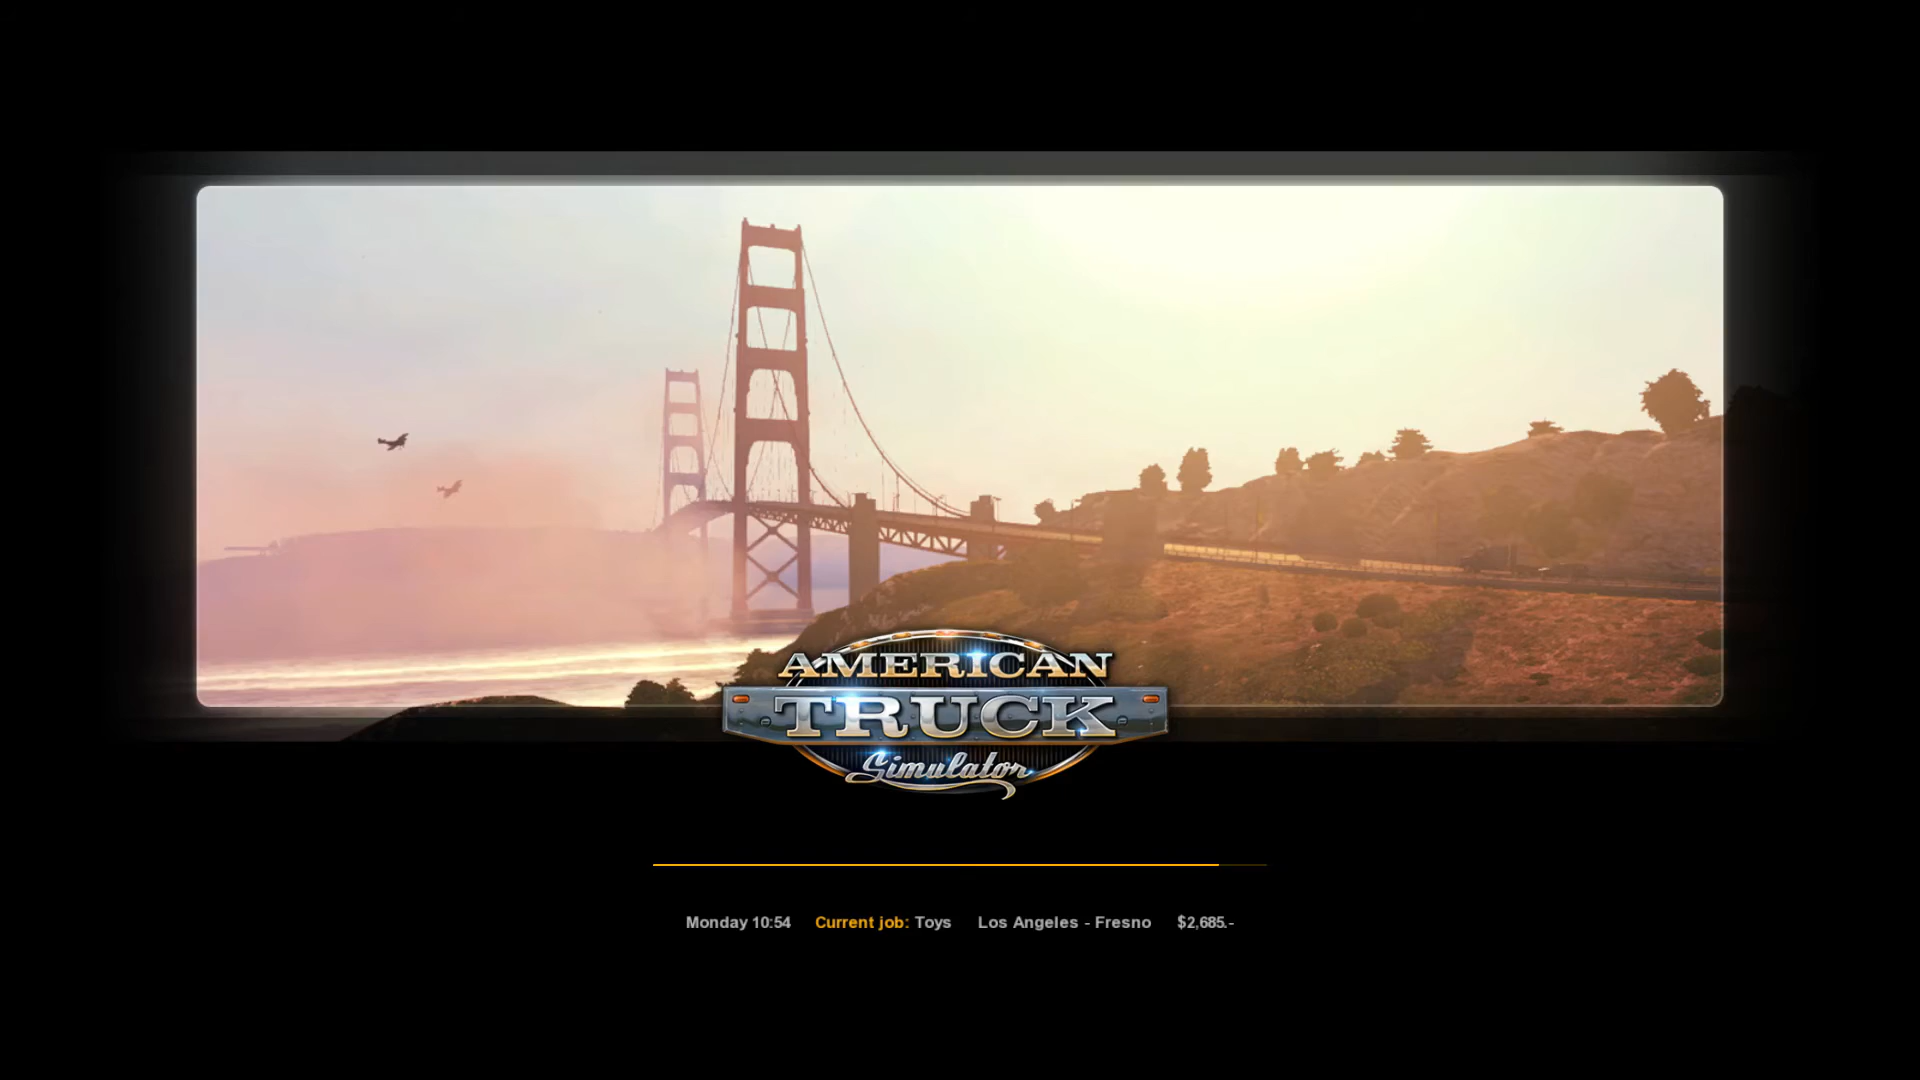 AMERICAN
TRUCK
Simulator
Monday 10:54 Current job: Toys Los Angeles - Fresno $2,685.-